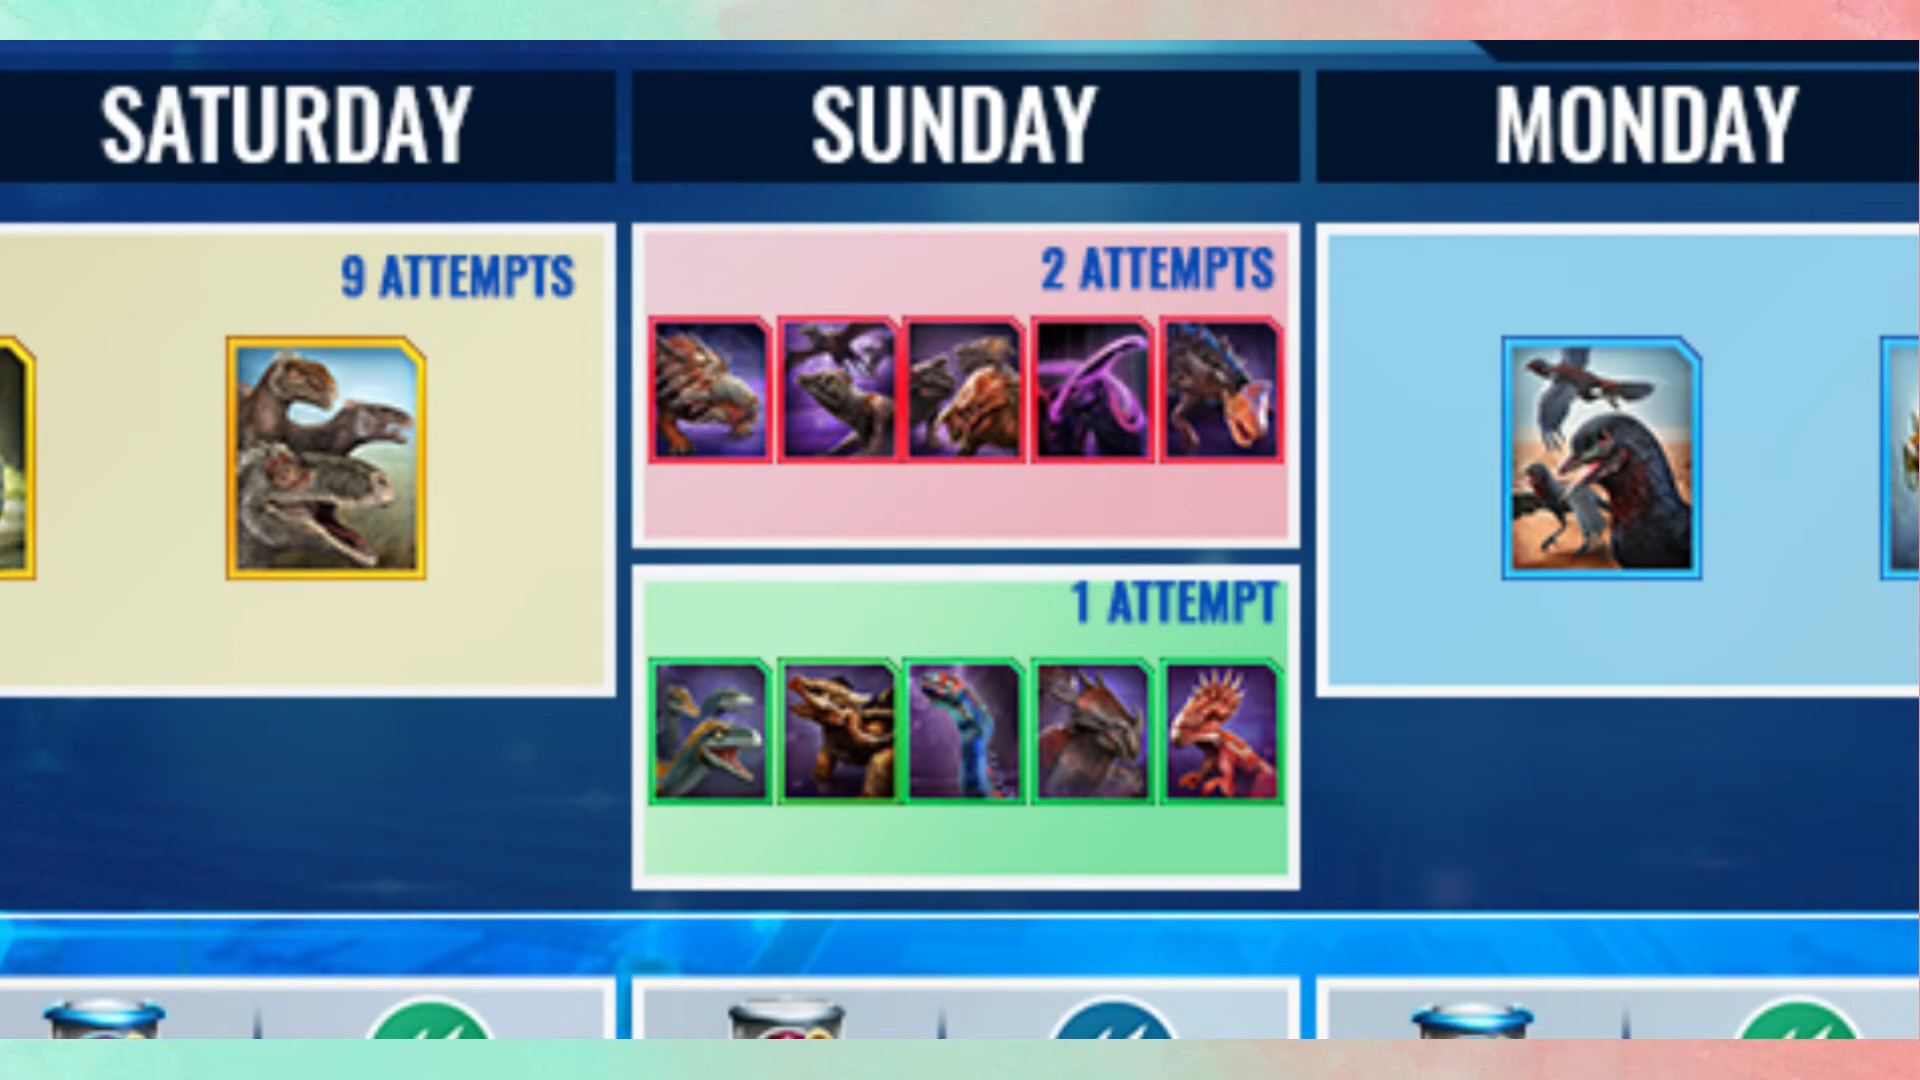 SATURDAY
SUNDAY
MONDAY
9 ATTEMPTS
2 ATTEMPTS
1 ATTEMPT